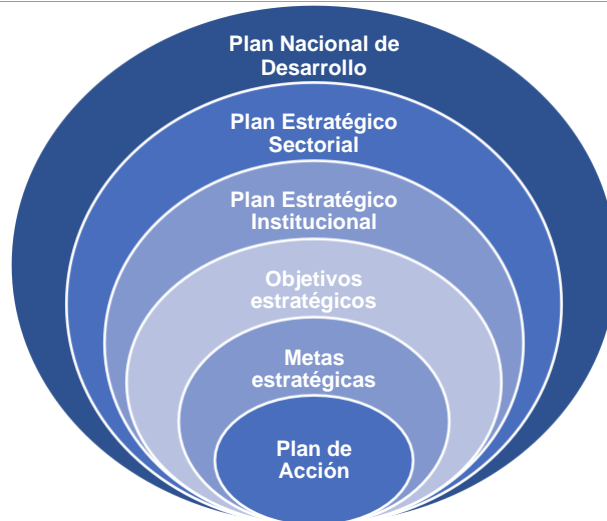 Plan Nacional de
Desarrollo
Plan Estratégico
Sectorial
Plan Estratégico
Institucional
Objetivos
estratégicos
Metas
estratégicas
Plan de
Acción